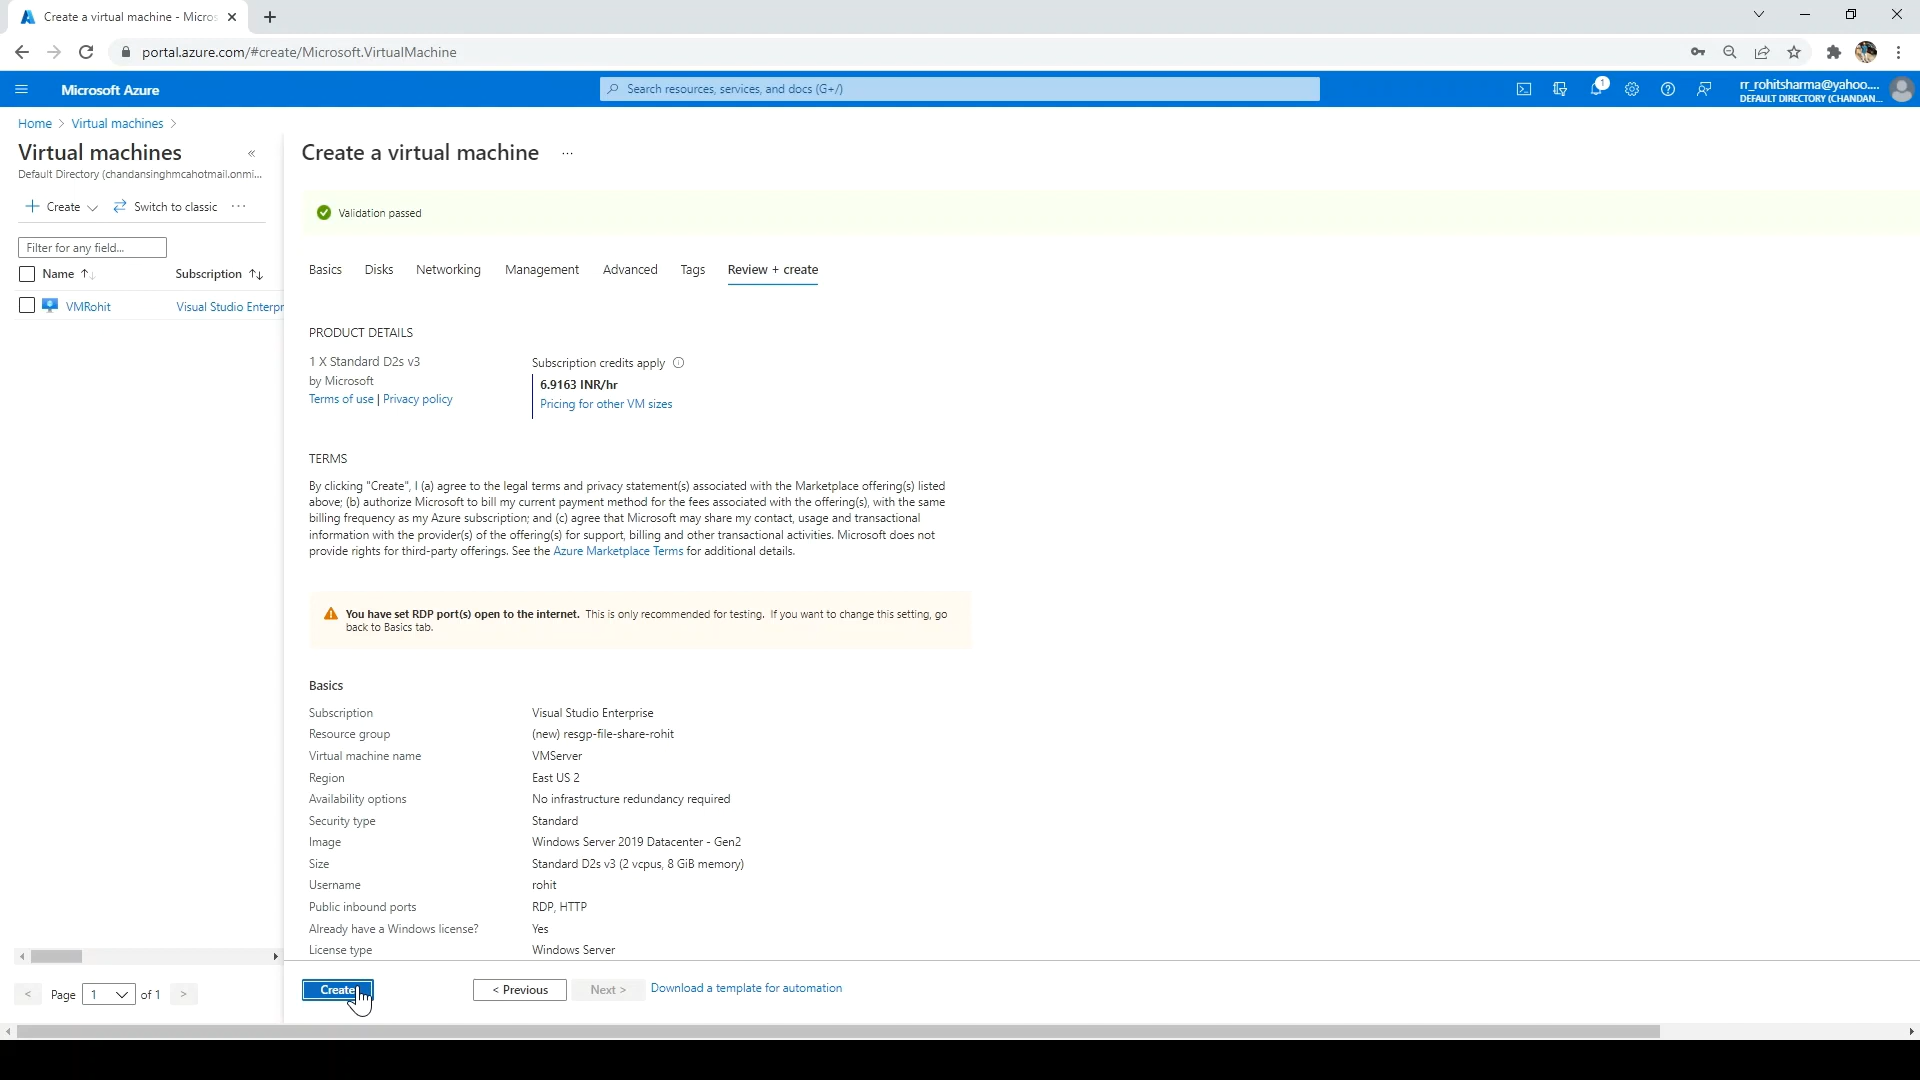 Create a virtual machine - Micros
portal.azure.com/#create/Microsoft.VirtualMachine
Microsoft Azure
Search resources, services, and docs (G+/)
1
rr_rohitsharma@yahoo....
DEFAULT DIRECTORY (CHANDAN...
Home > Virtual machines >
Virtual machines
«
Default Directory (chandansinghmcahotmail.onmi...
+ Create
Switch to classic
...
Filter for any field...
Name ↑↓
Subscription ↑↓
VMRohit
Visual Studio Enterpr
Page 1 of 1
Create a virtual machine ...
Validation passed
Basics Disks Networking Management Advanced Tags Review + create
PRODUCT DETAILS
1 X Standard D2s v3
by Microsoft
Terms of use | Privacy policy
Subscription credits apply
6.9163 INR/hr
Pricing for other VM sizes
TERMS
By clicking "Create", I (a) agree to the legal terms and privacy statement(s) associated with the Marketplace offering(s) listed
above; (b) authorize Microsoft to bill my current payment method for the fees associated with the offering(s), with the same
billing frequency as my Azure subscription; and (c) agree that Microsoft may share my contact, usage and transactional
information with the provider(s) of the offering(s) for support, billing and other transactional activities. Microsoft does not
provide rights for third-party offerings. See the Azure Marketplace Terms for additional details.
You have set RDP port(s) open to the internet. This is only recommended for testing. If you want to change this setting, go
back to Basics tab.
Basics
Subscription Visual Studio Enterprise
Resource group (new) resgp-file-share-rohit
Virtual machine name VMServer
Region East US 2
Availability options No infrastructure redundancy required
Security type Standard
Image Windows Server 2019 Datacenter - Gen2
Size Standard D2s v3 (2 vcpus, 8 GiB memory)
Username rohit
Public inbound ports RDP, HTTP
Already have a Windows license? Yes
License type Windows Server
Create
< Previous
Next >
Download a template for automation